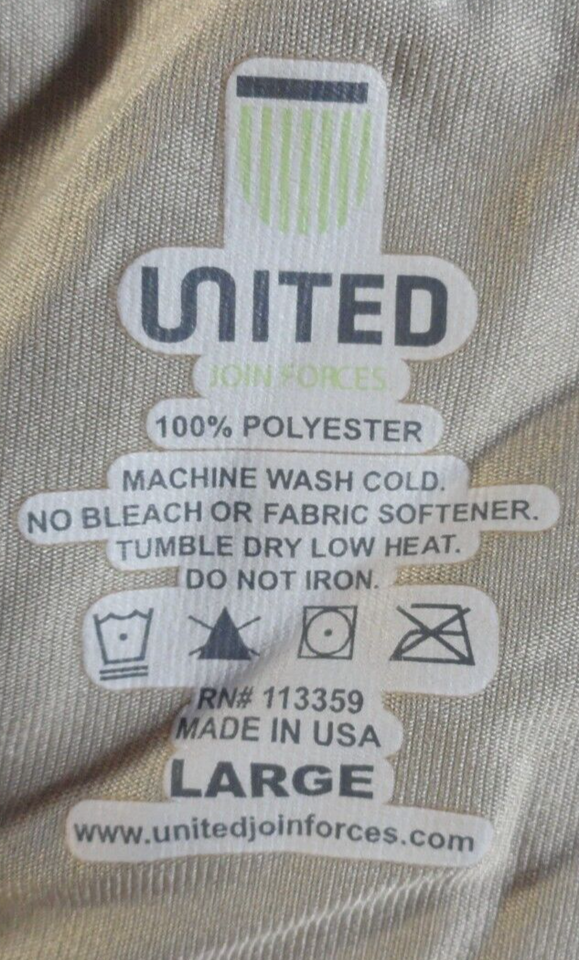 UNITED
JOIN FORCES
100% POLYESTER
MACHINE WASH COLD.
NO BLEACH OR FABRIC SOFTENER.
TUMBLE DRY LOW HEAT.
DO NOT IRON.
RN# 113359
MADE IN USA
LARGE
www.unitedjoinforces.com